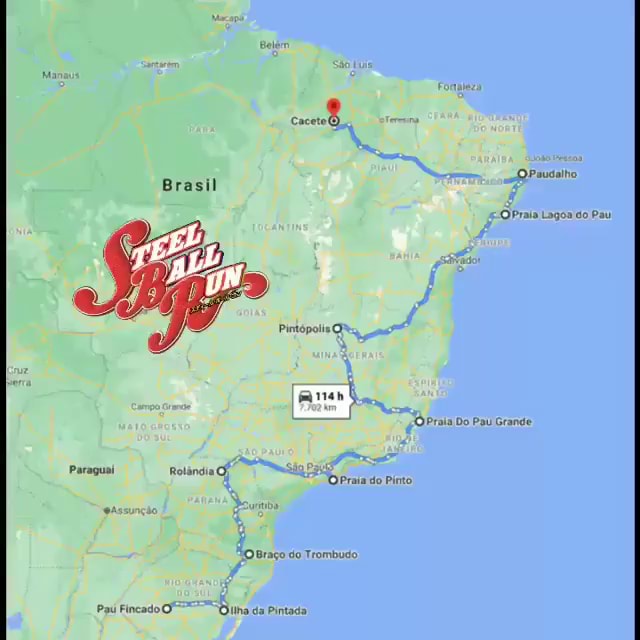 Macapá
Belém
Santarém
São Luís
Manaus
Fortaleza
Cacete
Teresina
CEARÁ
RIO GRANDE
DO NORTE
PARÁ
PIAUÍ
PARAÍBA
João Pessoa
Paudalho
PERNAMBUCO
Brasil
Praia Lagoa do Pau
TOCANTINS
SERGIPE
BAHIA
Salvador
STEEL
BALL
RUN
GOIÁS
Pintópolis
MINAS GERAIS
Cruz
Sierra
ESPÍRITO
SANTO
114 h
7.702 km
Campo Grande
MATO GROSSO
DO SUL
Praia Do Pau Grande
RIO DE
JANEIRO
SÃO PAULO
Paraguai
Rolândia
São Paulo
Praia do Pinto
PARANÁ
Curitiba
Assunção
Braço do Trombudo
RIO GRANDE
DO SUL
Pau Fincado
Ilha da Pintada